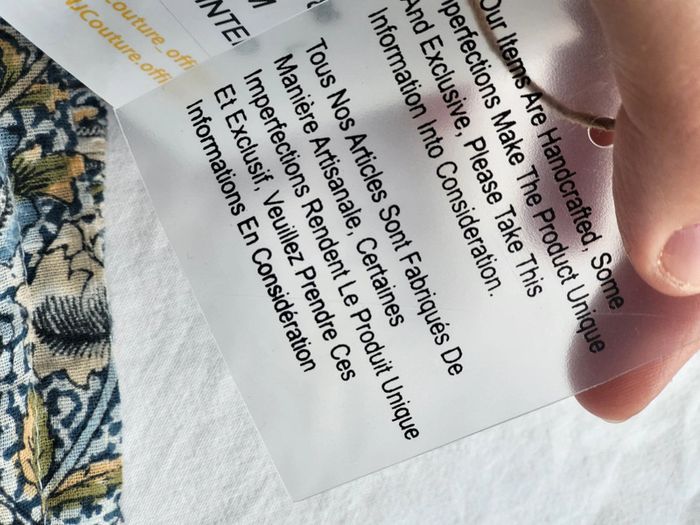 Our Items Are Handcrafted, Some
Imperfections Make The Product Unique
And Exclusive, Please Take This
Information Into Consideration.
Tous Nos Articles Sont Fabriqués De
Manière Artisanale, Certaines
Imperfections Rendent Le Produit Unique
Et Exclusif, Veuillez Prendre Ces
Informations En Considération